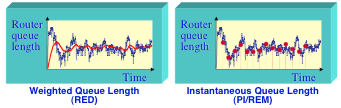 Router
queue
length
Time
Weighted Queue Length
(RED)
Router
queue
length
Time
Instantaneous Queue Length
(PI/REM)